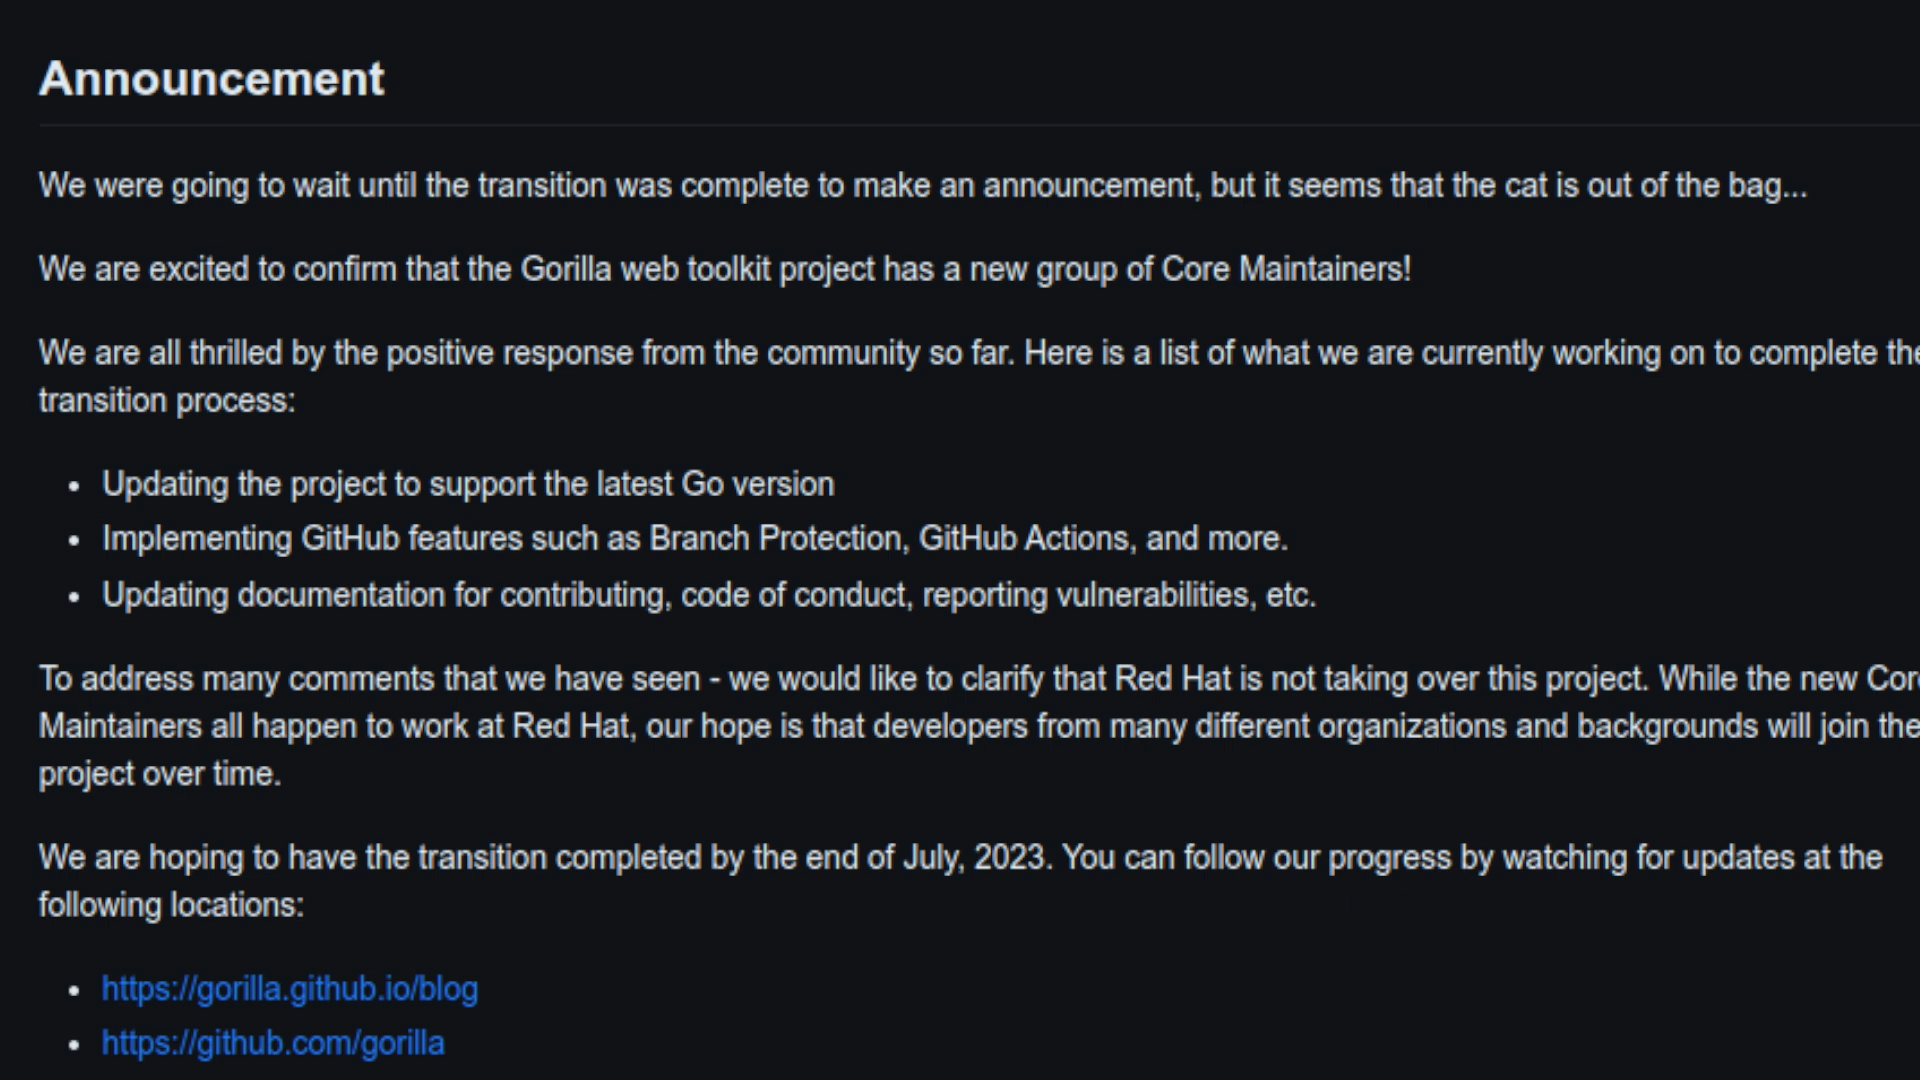 Announcement
We were going to wait until the transition was complete to make an announcement, but it seems that the cat is out of the bag...
We are excited to confirm that the Gorilla web toolkit project has a new group of Core Maintainers!
We are all thrilled by the positive response from the community so far. Here is a list of what we are currently working on to complete the
transition process:
• Updating the project to support the latest Go version
• Implementing GitHub features such as Branch Protection, GitHub Actions, and more.
• Updating documentation for contributing, code of conduct, reporting vulnerabilities, etc.
To address many comments that we have seen - we would like to clarify that Red Hat is not taking over this project. While the new Core
Maintainers all happen to work at Red Hat, our hope is that developers from many different organizations and backgrounds will join the
project over time.
We are hoping to have the transition completed by the end of July, 2023. You can follow our progress by watching for updates at the
following locations:
• https://gorilla.github.io/blog
• https://github.com/gorilla